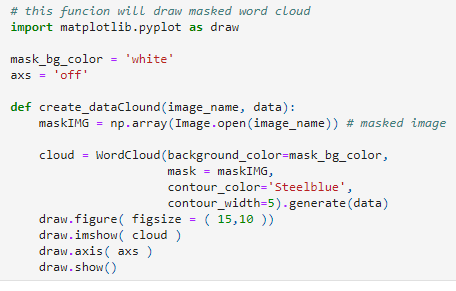 # this funcion will draw masked word cloud
import matplotlib.pyplot as draw
mask_bg_color = 'white'
axs = 'off'
def create_dataClound(image_name, data):
maskIMG = np.array(Image.open(image_name)) # masked image
cloud = WordCloud(background_color=mask_bg_color,
mask = maskIMG,
contour_color='Steelblue',
contour_width=5).generate(data)
draw.figure( figsize = ( 15,10 ))
draw.imshow( cloud )
draw.axis( axs )
draw.show()